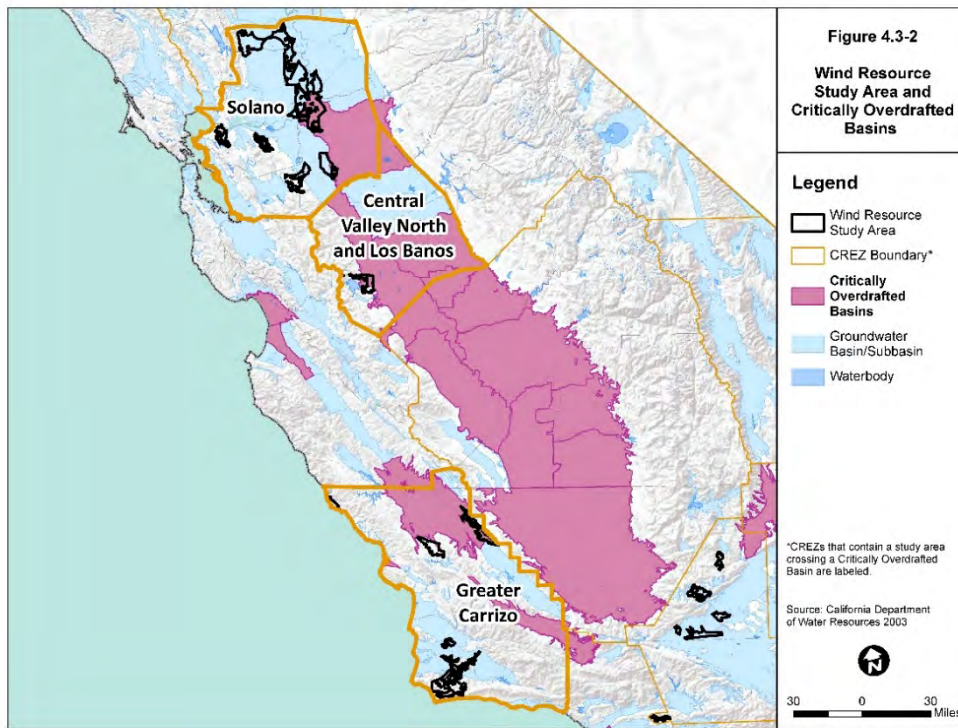 Figure 4.3-2
Wind Resource
Study Area and
Critically Overdrafted
Basins
Legend
Wind Resource
Study Area
CREZ Boundary*
Critically
Overdrafted
Basins
Groundwater
Basin/Subbasin
Waterbody
*CREZs that contain a study area
crossing a Critically Overdrafted
Basin are labeled.
Source: California Department
of Water Resources 2003
N
30 0 30
Miles
Solano
Central
Valley North
and Los Banos
Greater
Carrizo